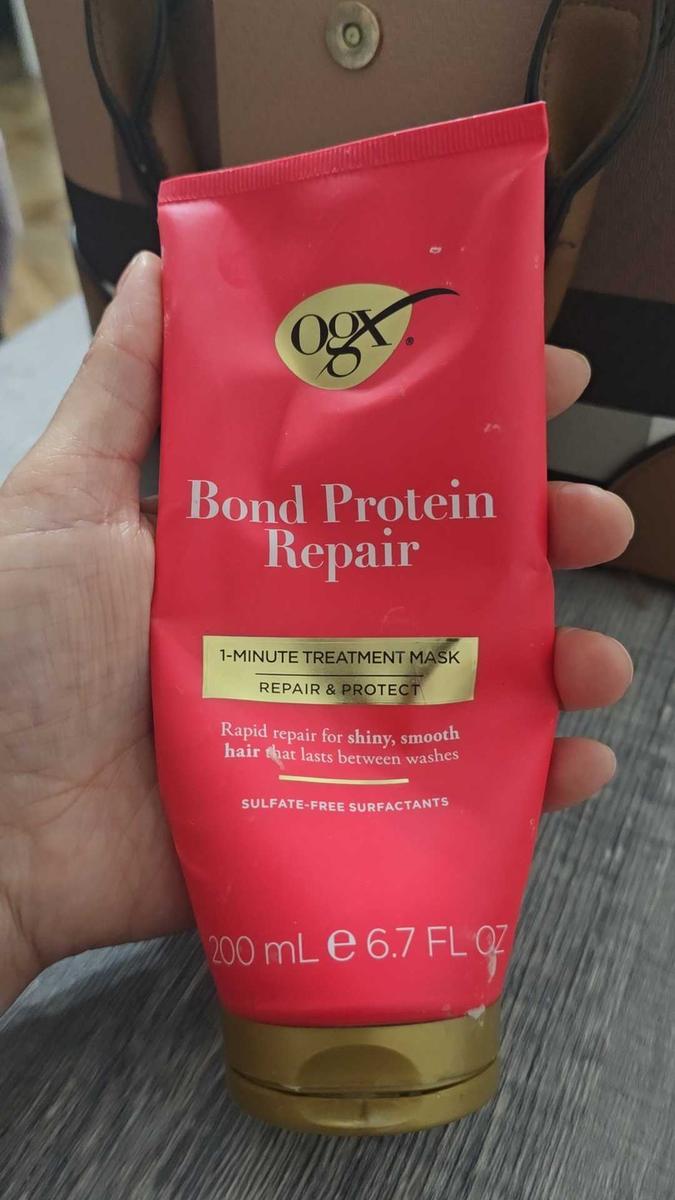 ogx®
Bond Protein
Repair
1-MINUTE TREATMENT MASK
REPAIR & PROTECT
Rapid repair for shiny, smooth
hair that lasts between washes
SULFATE-FREE SURFACTANTS
200 mL e 6.7 FL OZ